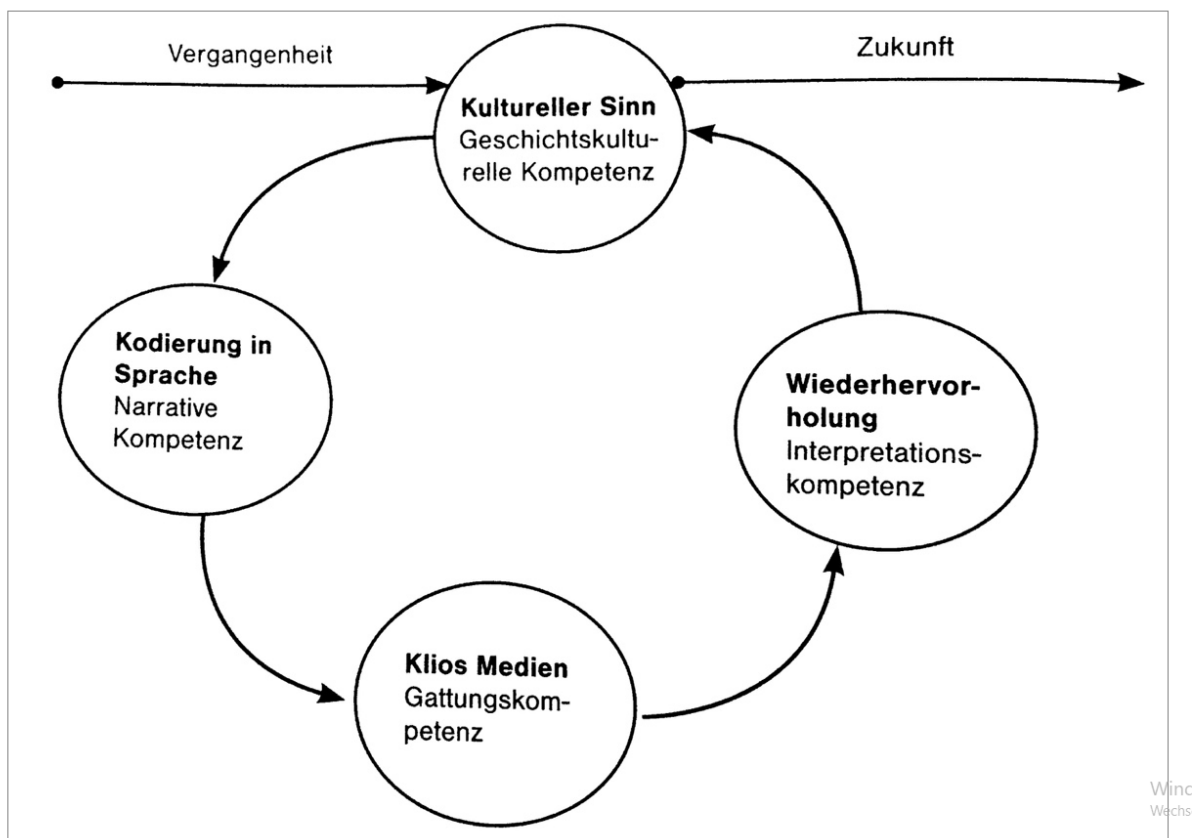 Vergangenheit
Zukunft
Kultureller Sinn
Geschichtskultu-
relle Kompetenz
Kodierung in
Sprache
Narrative
Kompetenz
Wiederhervor-
holung
Interpretations-
kompetenz
Klios Medien
Gattungskom-
petenz
Wechs